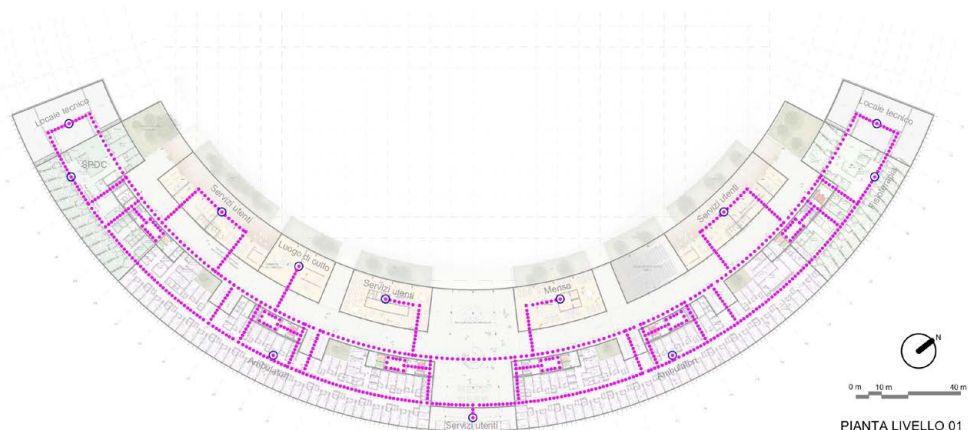 Locale tecnico
Locale tecnico
SPDC
Fisioterapia
Servizi utenti
Servizi utenti
Luogo di culto
Servizi utenti
Mensa
Ambulatori
Ambulatori
Servizi utenti
N
0 m 10 m 40 m
PIANTA LIVELLO 01